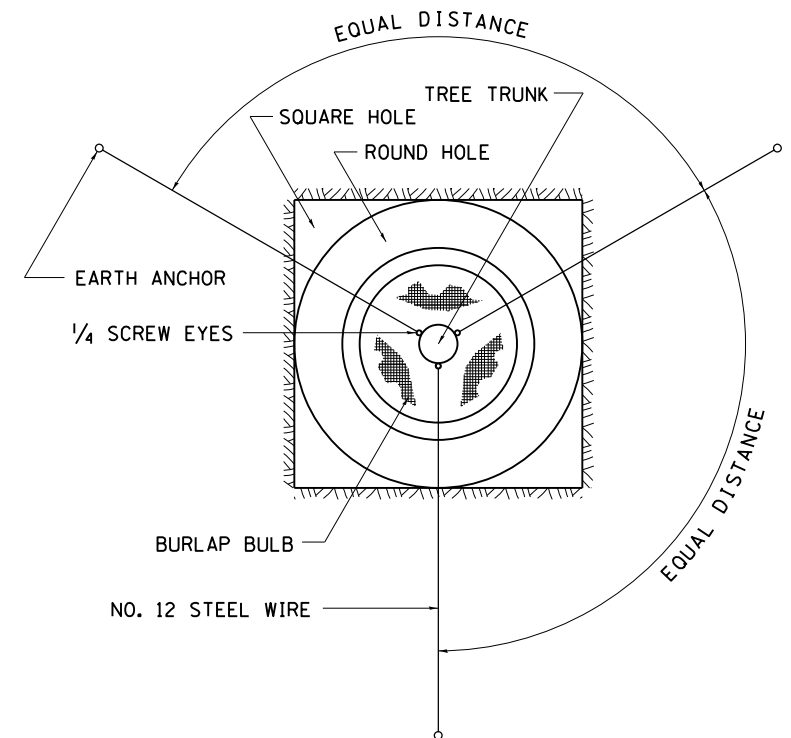 EQUAL DISTANCE
TREE TRUNK
SQUARE HOLE
ROUND HOLE
EARTH ANCHOR
1/4 SCREW EYES
BURLAP BULB
EQUAL DISTANCE
NO. 12 STEEL WIRE